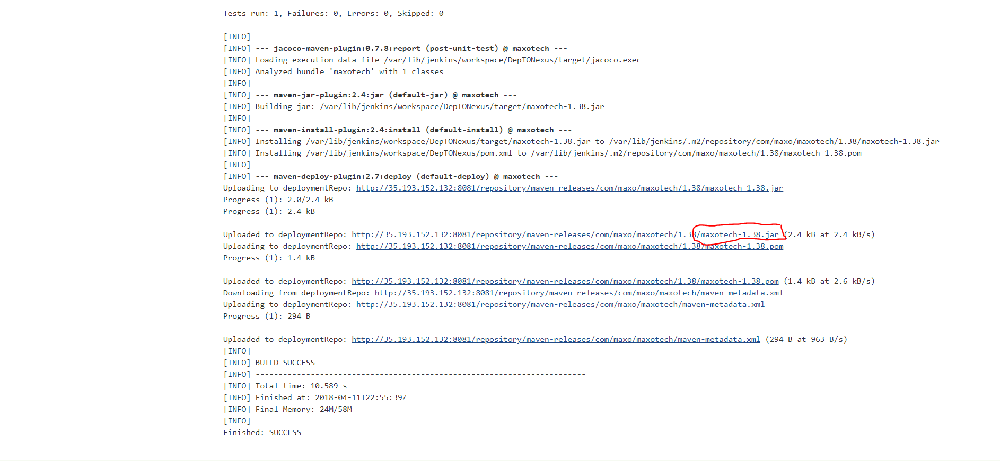 Tests run: 1, Failures: 0, Errors: 0, Skipped: 0
[INFO]
[INFO] --- jacoco-maven-plugin:0.7.8:report (post-unit-test) @ maxotech ---
[INFO] Loading execution data file /var/lib/jenkins/workspace/DepTONexus/target/jacoco.exec
[INFO] Analyzed bundle 'maxotech' with 1 classes
[INFO]
[INFO] --- maven-jar-plugin:2.4:jar (default-jar) @ maxotech ---
[INFO] Building jar: /var/lib/jenkins/workspace/DepTONexus/target/maxotech-1.38.jar
[INFO]
[INFO] --- maven-install-plugin:2.4:install (default-install) @ maxotech ---
[INFO] Installing /var/lib/jenkins/workspace/DepTONexus/target/maxotech-1.38.jar to /var/lib/jenkins/.m2/repository/com/maxo/maxotech/1.38/maxotech-1.38.jar
[INFO] Installing /var/lib/jenkins/workspace/DepTONexus/pom.xml to /var/lib/jenkins/.m2/repository/com/maxo/maxotech/1.38/maxotech-1.38.pom
[INFO]
[INFO] --- maven-deploy-plugin:2.7:deploy (default-deploy) @ maxotech ---
Uploading to deploymentRepo: http://35.193.152.132:8081/repository/maven-releases/com/maxo/maxotech/1.38/maxotech-1.38.jar
Progress (1): 2.0/2.4 kB
Progress (1): 2.4 kB
Uploaded to deploymentRepo: http://35.193.152.132:8081/repository/maven-releases/com/maxo/maxotech/1.38/maxotech-1.38.jar (2.4 kB at 2.4 kB/s)
Uploading to deploymentRepo: http://35.193.152.132:8081/repository/maven-releases/com/maxo/maxotech/1.38/maxotech-1.38.pom
Progress (1): 1.4 kB
Uploaded to deploymentRepo: http://35.193.152.132:8081/repository/maven-releases/com/maxo/maxotech/1.38/maxotech-1.38.pom (1.4 kB at 2.6 kB/s)
Downloading from deploymentRepo: http://35.193.152.132:8081/repository/maven-releases/com/maxo/maxotech/maven-metadata.xml
Uploading to deploymentRepo: http://35.193.152.132:8081/repository/maven-releases/com/maxo/maxotech/maven-metadata.xml
Progress (1): 294 B
Uploaded to deploymentRepo: http://35.193.152.132:8081/repository/maven-releases/com/maxo/maxotech/maven-metadata.xml (294 B at 963 B/s)
[INFO] ------------------------------------------------------------------------
[INFO] BUILD SUCCESS
[INFO] ------------------------------------------------------------------------
[INFO] Total time: 10.589 s
[INFO] Finished at: 2018-04-11T22:55:39Z
[INFO] Final Memory: 24M/58M
[INFO] ------------------------------------------------------------------------
Finished: SUCCESS